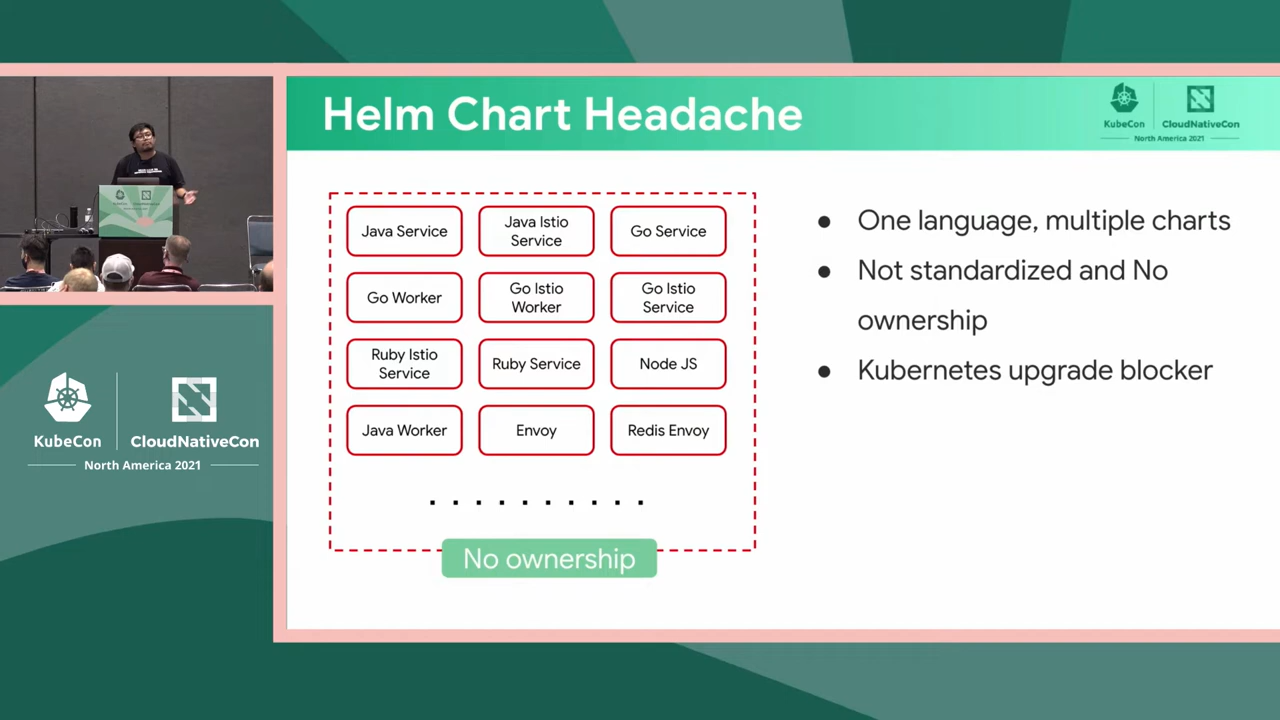 Helm Chart Headache
KubeCon
CloudNativeCon
North America 2021
Java Service
Java Istio
Service
Go Service
Go Worker
Go Istio
Worker
Go Istio
Service
Ruby Istio
Service
Ruby Service
Node JS
Java Worker
Envoy
Redis Envoy
. . . . . . . . . .
No ownership
● One language, multiple charts
● Not standardized and No
ownership
● Kubernetes upgrade blocker
KubeCon
CloudNativeCon
North America 2021